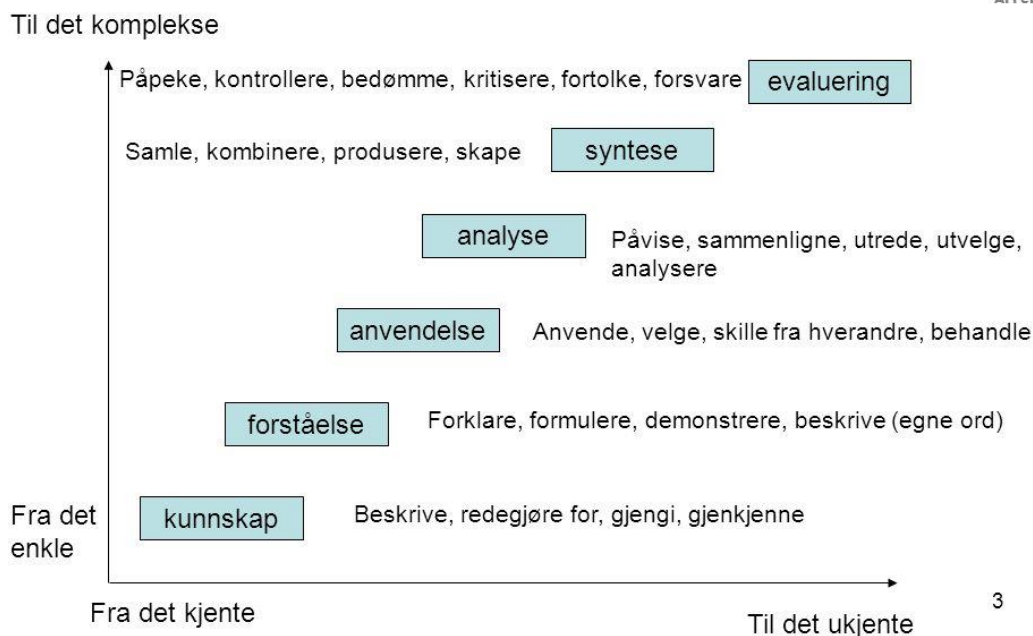 Til det komplekse
Påpeke, kontrollere, bedømme, kritisere, fortolke, forsvare evaluering
Samle, kombinere, produsere, skape syntese
analyse Påvise, sammenligne, utrede, utvelge,
analysere
anvendelse Anvende, velge, skille fra hverandre, behandle
forståelse Forklare, formulere, demonstrere, beskrive (egne ord)
Fra det
enkle
kunnskap Beskrive, redegjøre for, gjengi, gjenkjenne
Fra det kjente
Til det ukjente
3